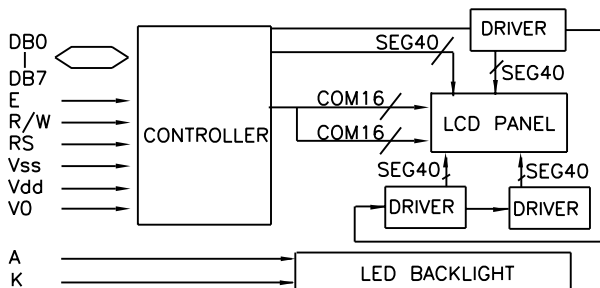 DB0
DB7
E
R/W
RS
Vss
Vdd
V0
A
K
CONTROLLER
SEG40
DRIVER
SEG40
COM16
COM16
LCD PANEL
SEG40
SEG40
DRIVER
DRIVER
LED BACKLIGHT